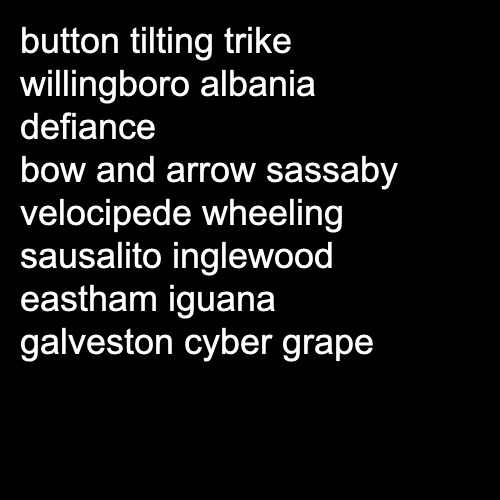 button tilting trike
willingboro albania
defiance
bow and arrow sassaby
velocipede wheeling
sausalito inglewood
eastham iguana
galveston cyber grape